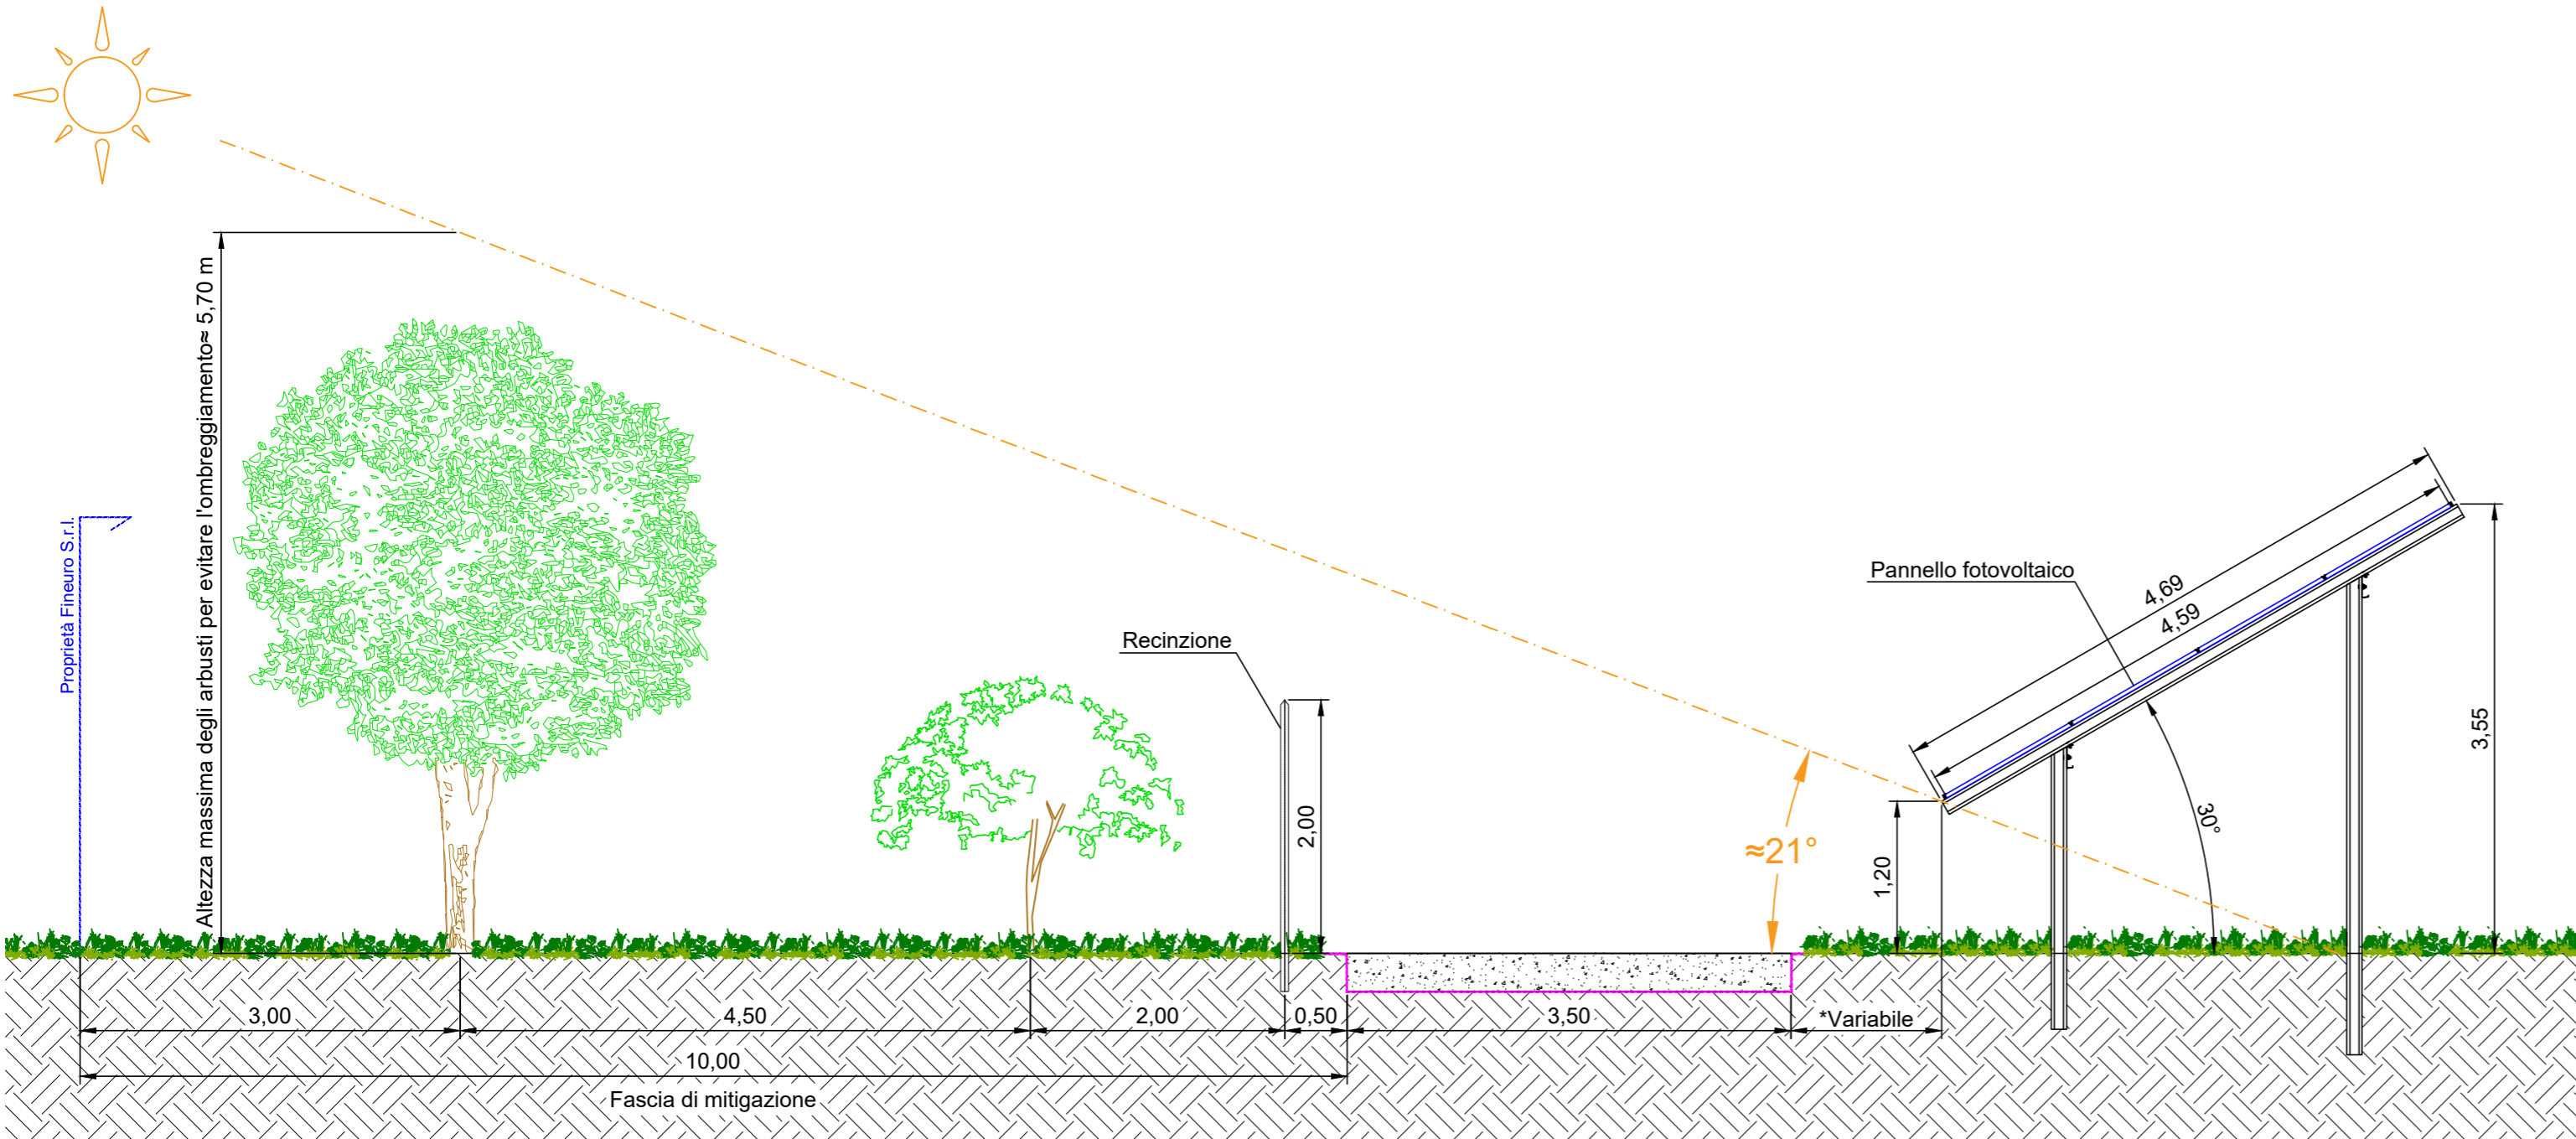 Proprietà Fineuro S.r.l.
Altezza massima degli arbusti per evitare l'ombreggiamento≈ 5,70 m
Recinzione
2,00
≈21°
Pannello fotovoltaico
4,69
4,59
30°
1,20
3,55
3,00
4,50
2,00
0,50
3,50
*Variabile
10,00
Fascia di mitigazione